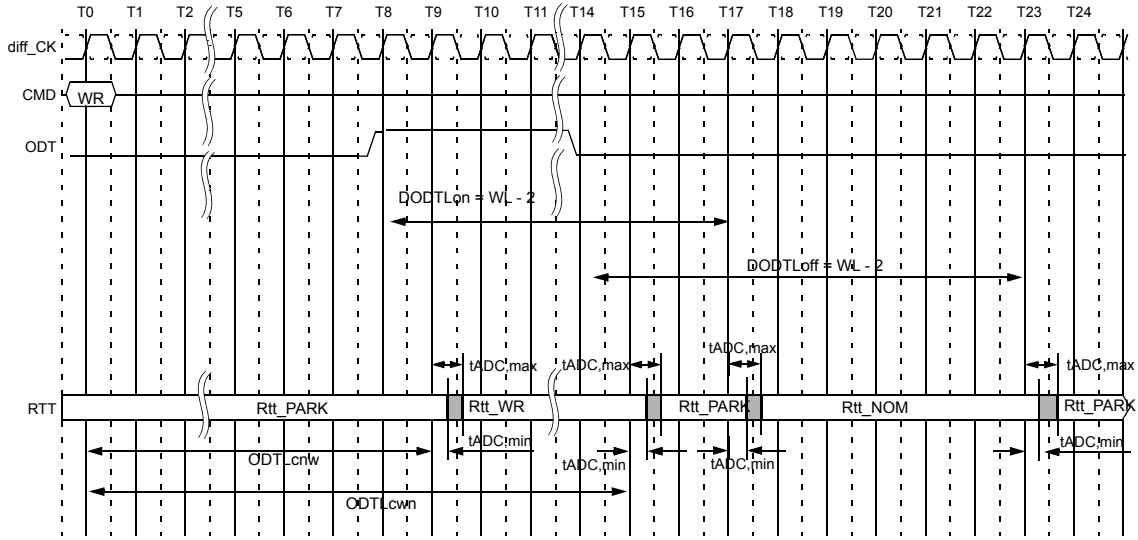 T0 T1 T2 T5 T6 T7 T8 T9 T10 T11 T14 T15 T16 T17 T18 T19 T20 T21 T22 T23 T24
diff_CK
CMD WR
ODT
DODTLon = WL - 2
DODTLoff = WL - 2
tADC,max tADC,max tADC,max tADC,max
RTT Rtt_PARK Rtt_WR Rtt_PARK Rtt_NOM Rtt_PARK
tADC,min tADC,min tADC,min tADC,min
ODTLcnw
ODTLcwn